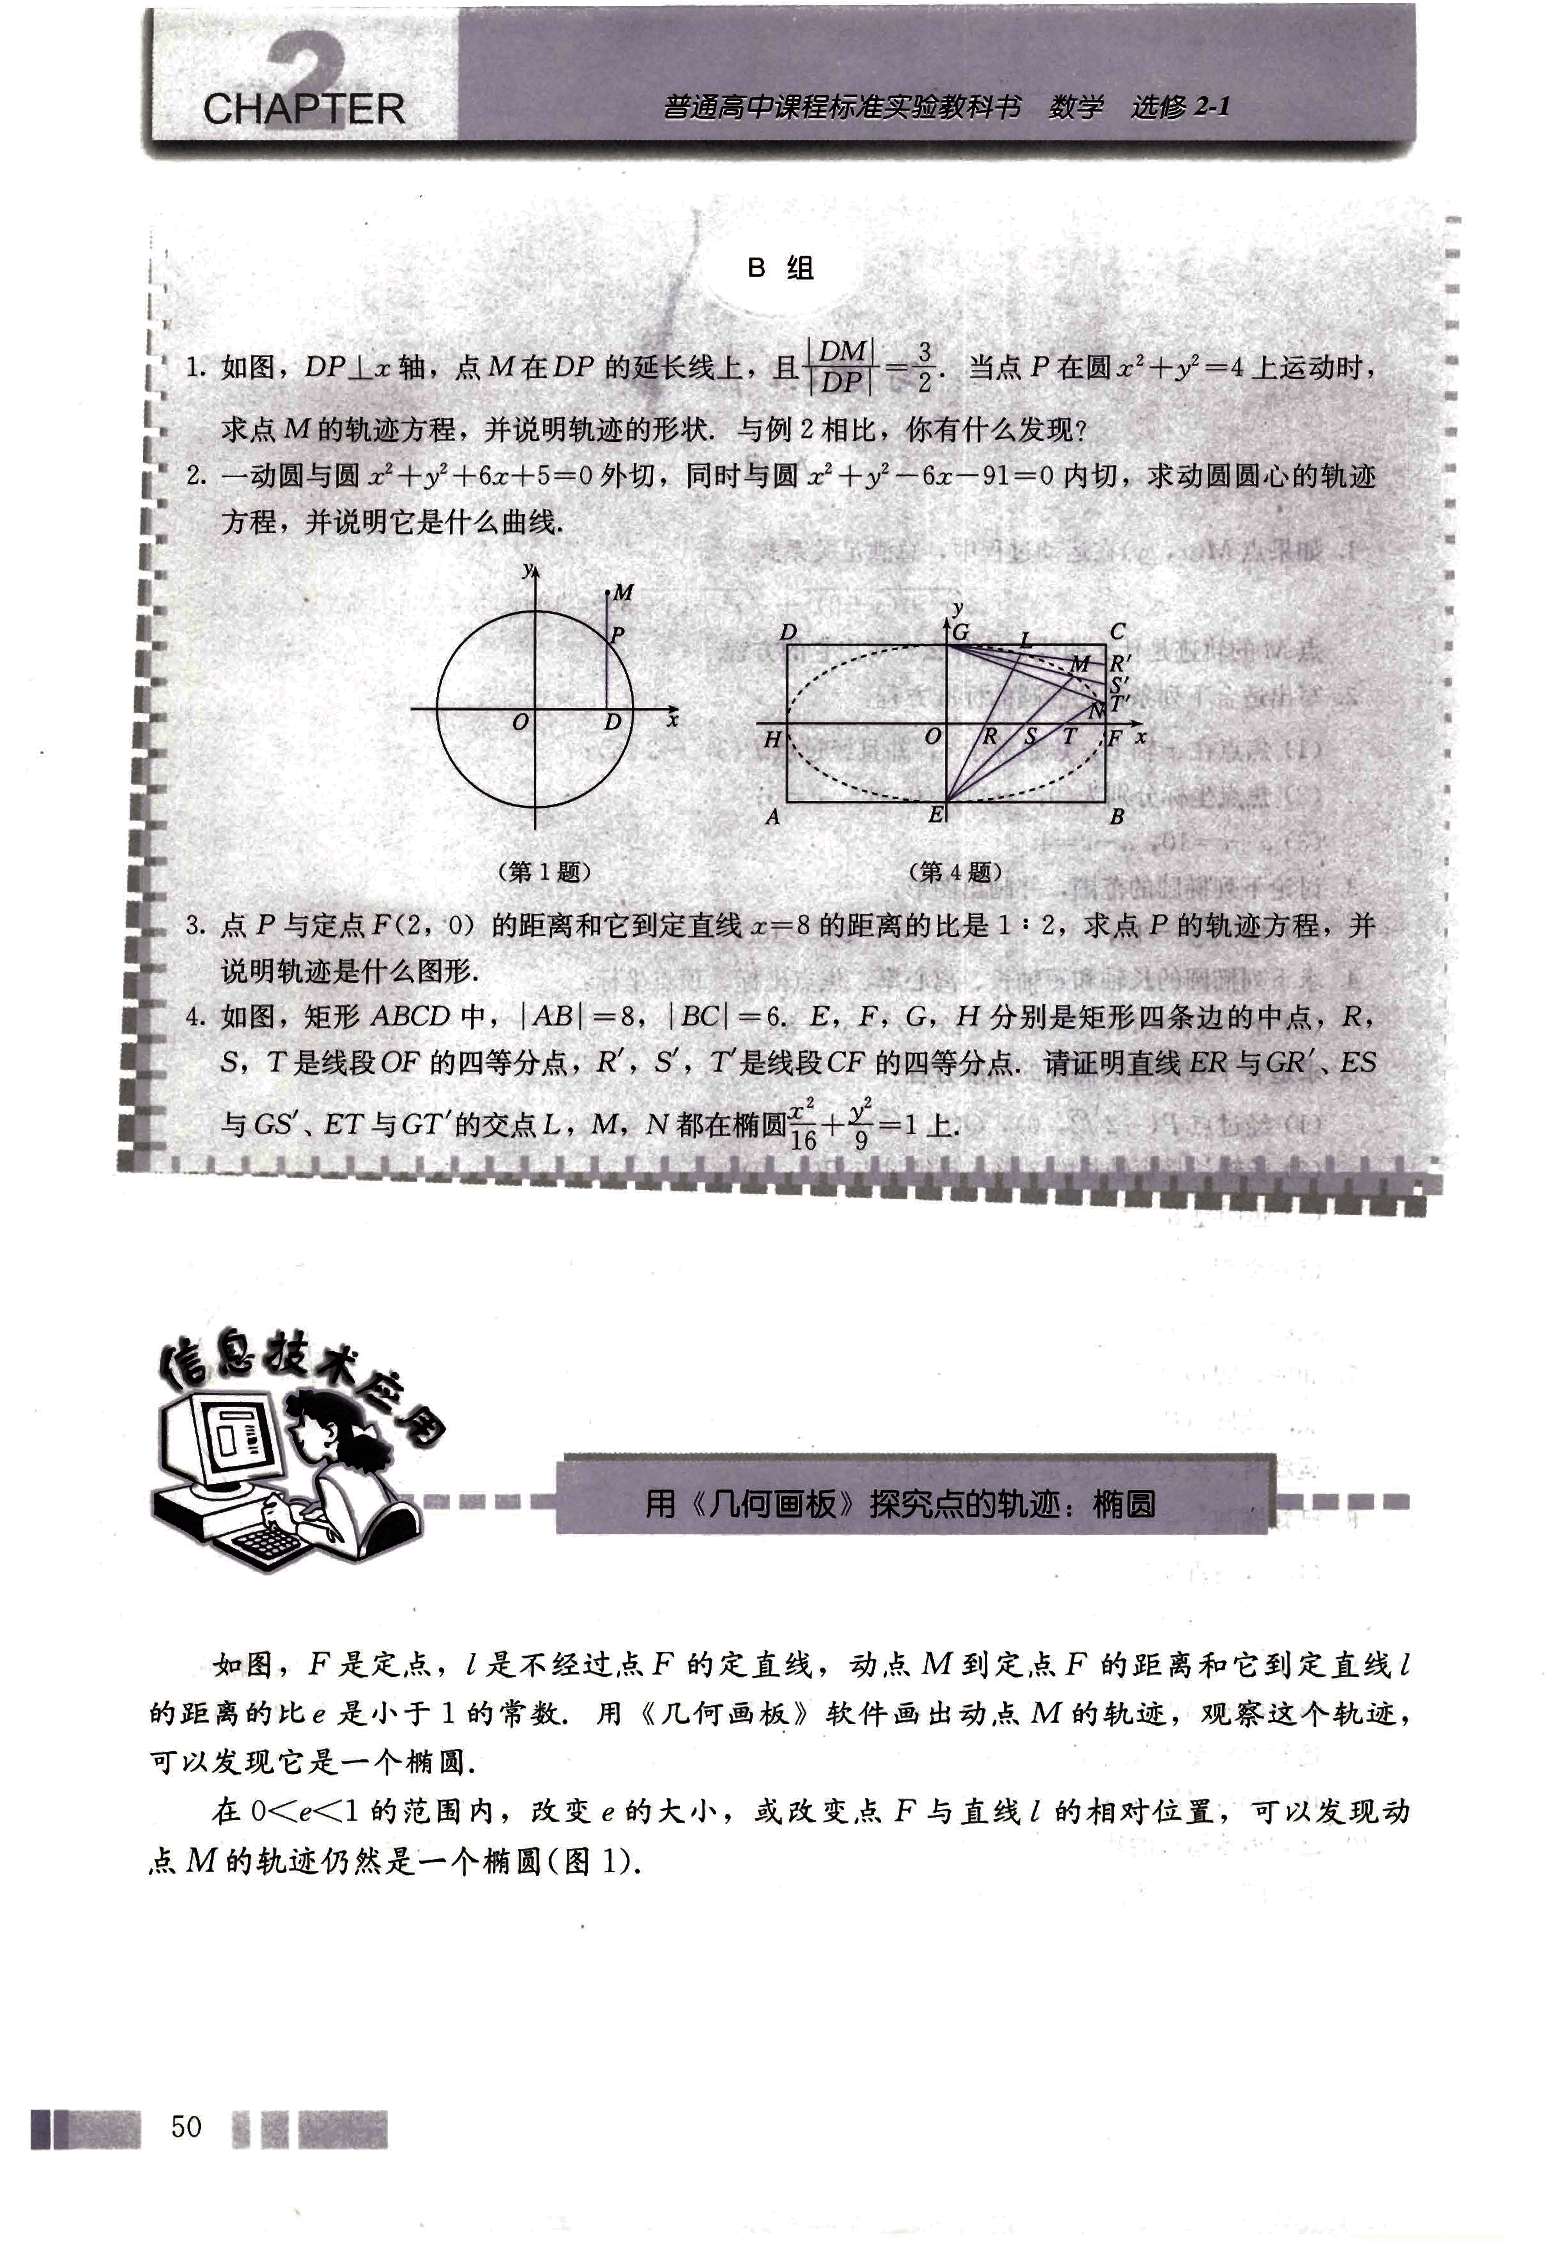 2
CHAPTER
普通高中课程标准实验教科书 数学 选修 2-1
B 组
1. 如图，DP⊥x 轴，点 M 在 DP 的延长线上，且 |DM|/|DP|=3/2. 当点 P 在圆 x²+y²=4 上运动时，
求点 M 的轨迹方程，并说明轨迹的形状. 与例 2 相比，你有什么发现？
2. 一动圆与圆 x²+y²+6x+5=0 外切，同时与圆 x²+y²-6x-91=0 内切，求动圆圆心的轨迹
方程，并说明它是什么曲线.
y
M
P
O
D
x
（第 1 题）
y
D
G
L
C
M
R′
S′
N
T′
H
O
R
S
T
F
x
A
E
B
（第 4 题）
3. 点 P 与定点 F(2，0) 的距离和它到定直线 x=8 的距离的比是 1：2，求点 P 的轨迹方程，并
说明轨迹是什么图形.
4. 如图，矩形 ABCD 中，|AB|=8，|BC|=6. E，F，G，H 分别是矩形四条边的中点，R，
S，T 是线段 OF 的四等分点，R′，S′，T′是线段 CF 的四等分点. 请证明直线 ER 与 GR′、ES
与 GS′、ET 与 GT′的交点 L，M，N 都在椭圆 x²/16+y²/9=1 上.
信息技术应用
用《几何画板》探究点的轨迹：椭圆
如图，F 是定点，l 是不经过点 F 的定直线，动点 M 到定点 F 的距离和它到定直线 l
的距离的比 e 是小于 1 的常数. 用《几何画板》软件画出动点 M 的轨迹，观察这个轨迹，
可以发现它是一个椭圆.
在 0<e<1 的范围内，改变 e 的大小，或改变点 F 与直线 l 的相对位置，可以发现动
点 M 的轨迹仍然是一个椭圆(图 1).
50